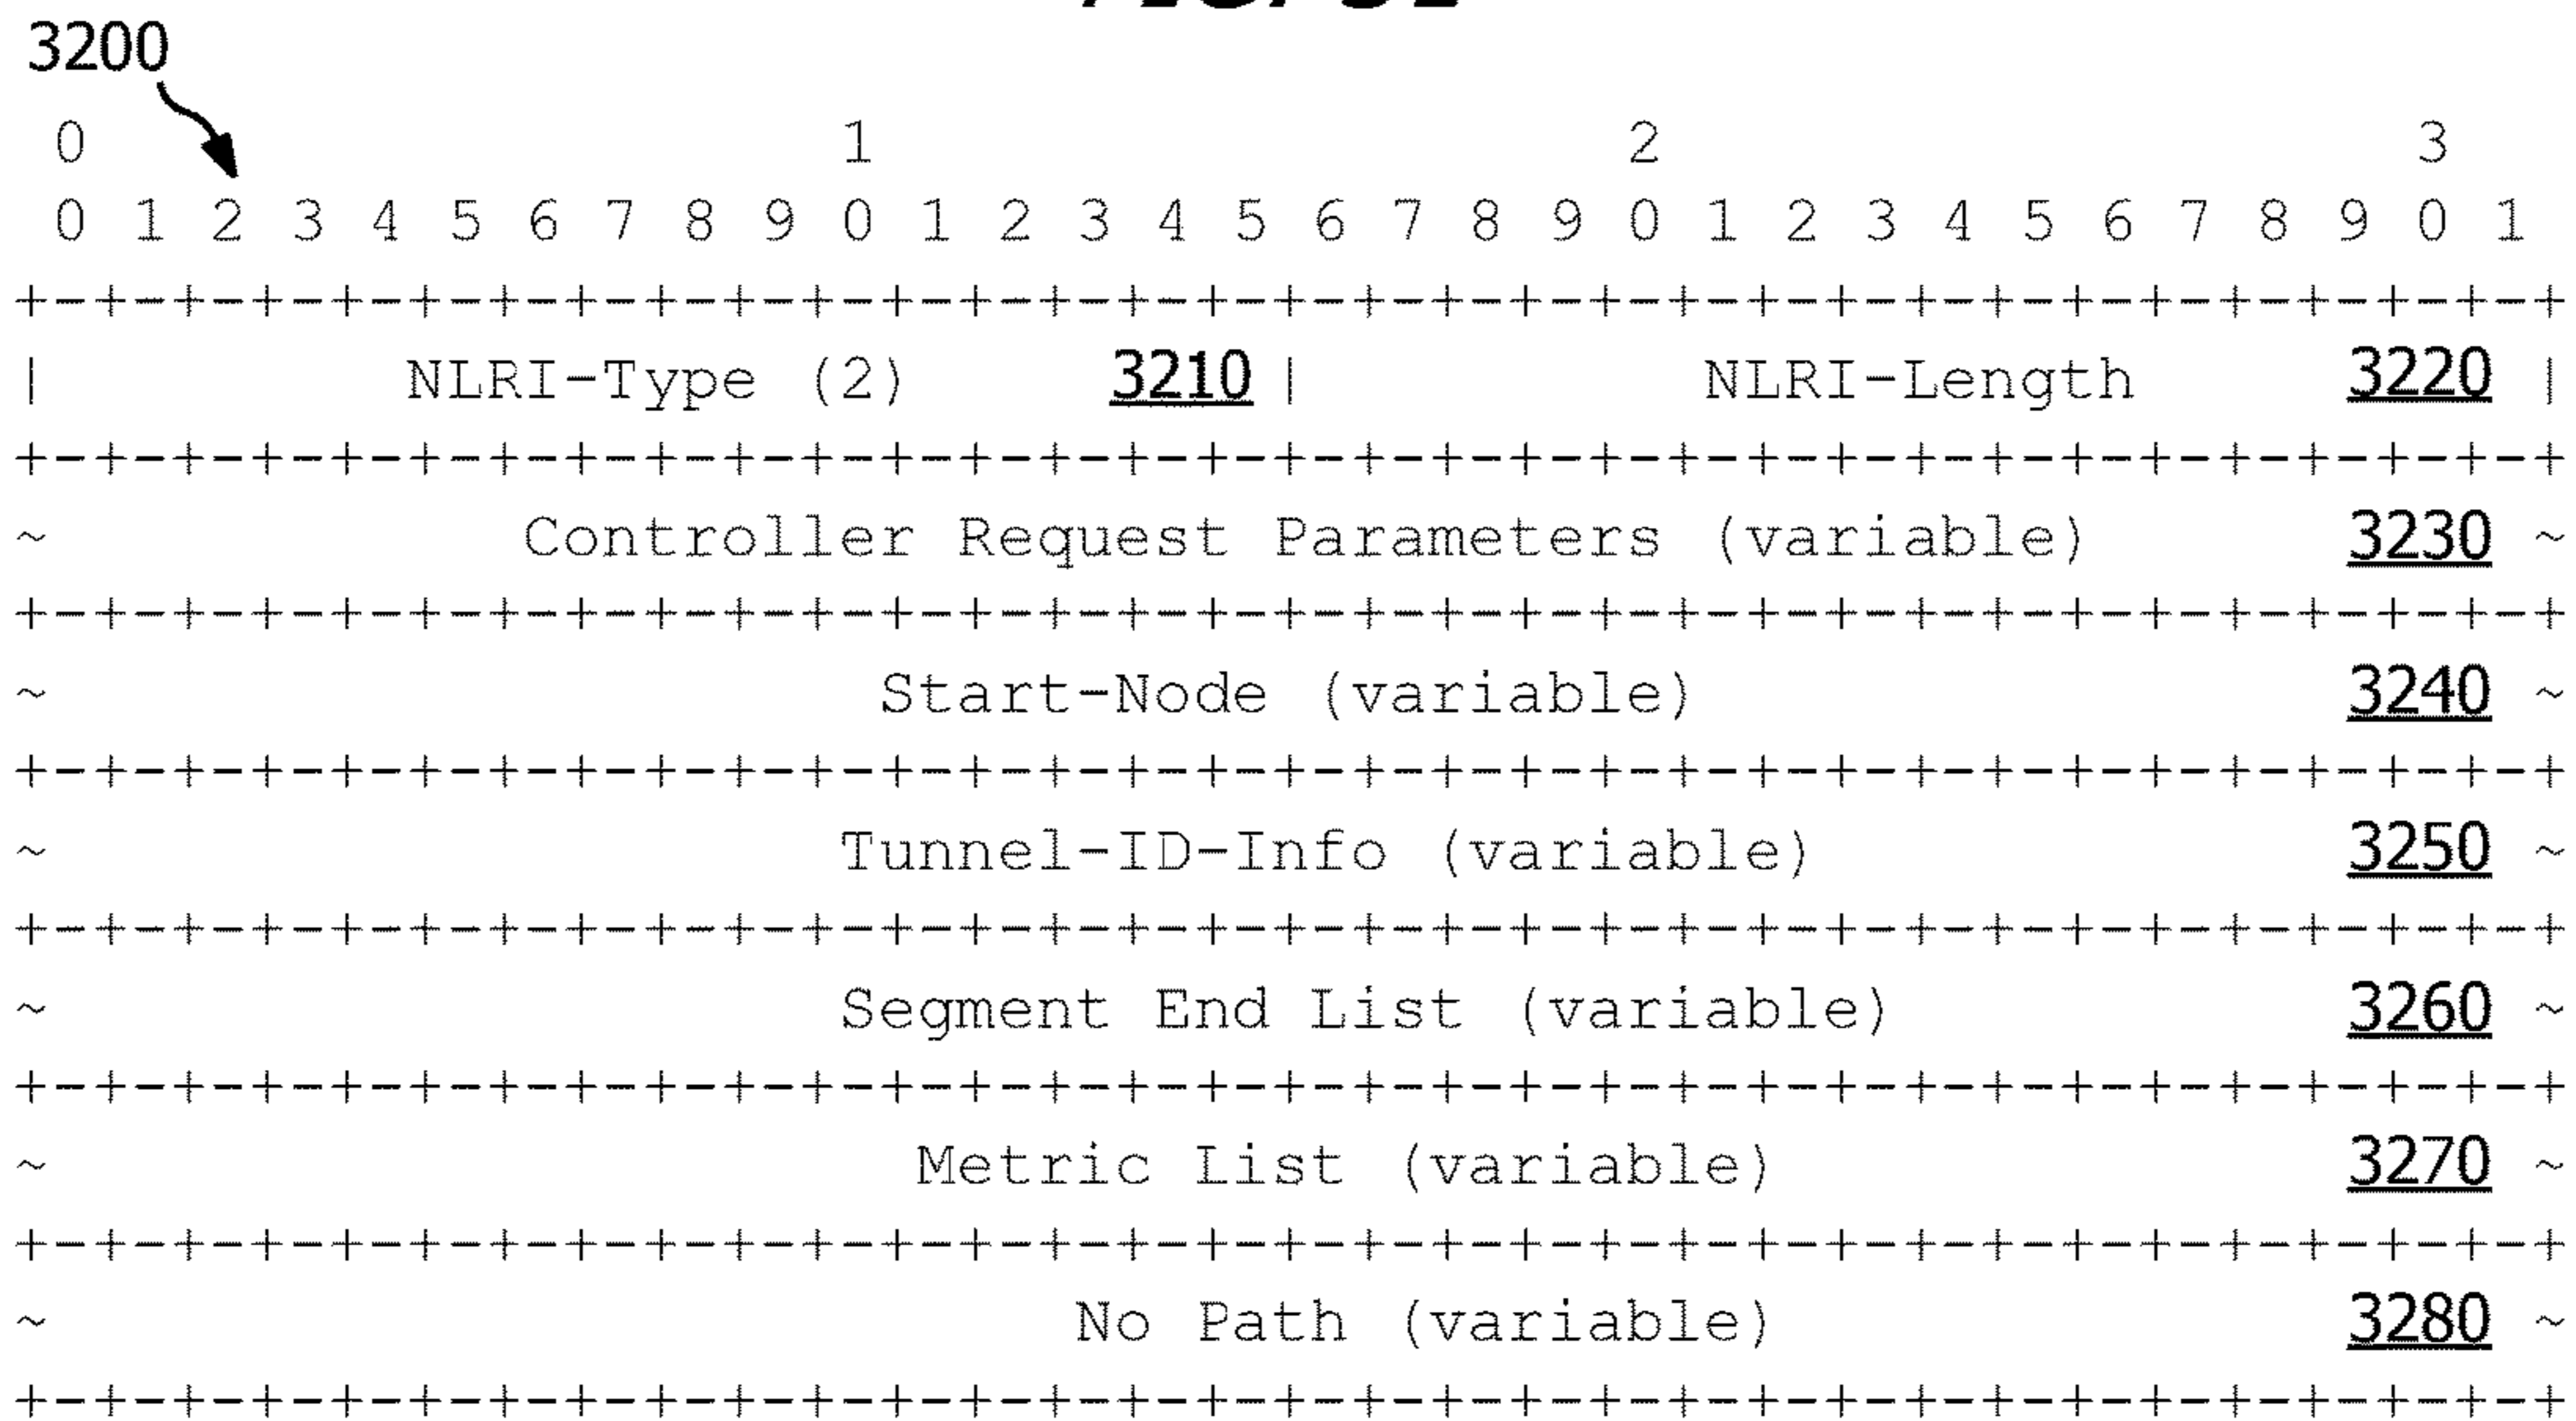 3200
0 1 2 3
0 1 2 3 4 5 6 7 8 9 0 1 2 3 4 5 6 7 8 9 0 1 2 3 4 5 6 7 8 9 0 1
+-+-+-+-+-+-+-+-+-+-+-+-+-+-+-+-+-+-+-+-+-+-+-+-+-+-+-+-+-+-+-+-+
| NLRI-Type (2) 3210 | NLRI-Length 3220 |
+-+-+-+-+-+-+-+-+-+-+-+-+-+-+-+-+-+-+-+-+-+-+-+-+-+-+-+-+-+-+-+-+
~ Controller Request Parameters (variable) 3230 ~
+-+-+-+-+-+-+-+-+-+-+-+-+-+-+-+-+-+-+-+-+-+-+-+-+-+-+-+-+-+-+-+-+
~ Start-Node (variable) 3240 ~
+-+-+-+-+-+-+-+-+-+-+-+-+-+-+-+-+-+-+-+-+-+-+-+-+-+-+-+-+-+-+-+-+
~ Tunnel-ID-Info (variable) 3250 ~
+-+-+-+-+-+-+-+-+-+-+-+-+-+-+-+-+-+-+-+-+-+-+-+-+-+-+-+-+-+-+-+-+
~ Segment End List (variable) 3260 ~
+-+-+-+-+-+-+-+-+-+-+-+-+-+-+-+-+-+-+-+-+-+-+-+-+-+-+-+-+-+-+-+-+
~ Metric List (variable) 3270 ~
+-+-+-+-+-+-+-+-+-+-+-+-+-+-+-+-+-+-+-+-+-+-+-+-+-+-+-+-+-+-+-+-+
~ No Path (variable) 3280 ~
+-+-+-+-+-+-+-+-+-+-+-+-+-+-+-+-+-+-+-+-+-+-+-+-+-+-+-+-+-+-+-+-+